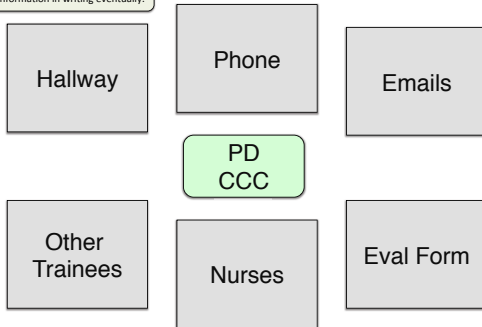 information in writing eventually.
Hallway
Phone
Emails
PD
CCC
Other
Trainees
Nurses
Eval Form